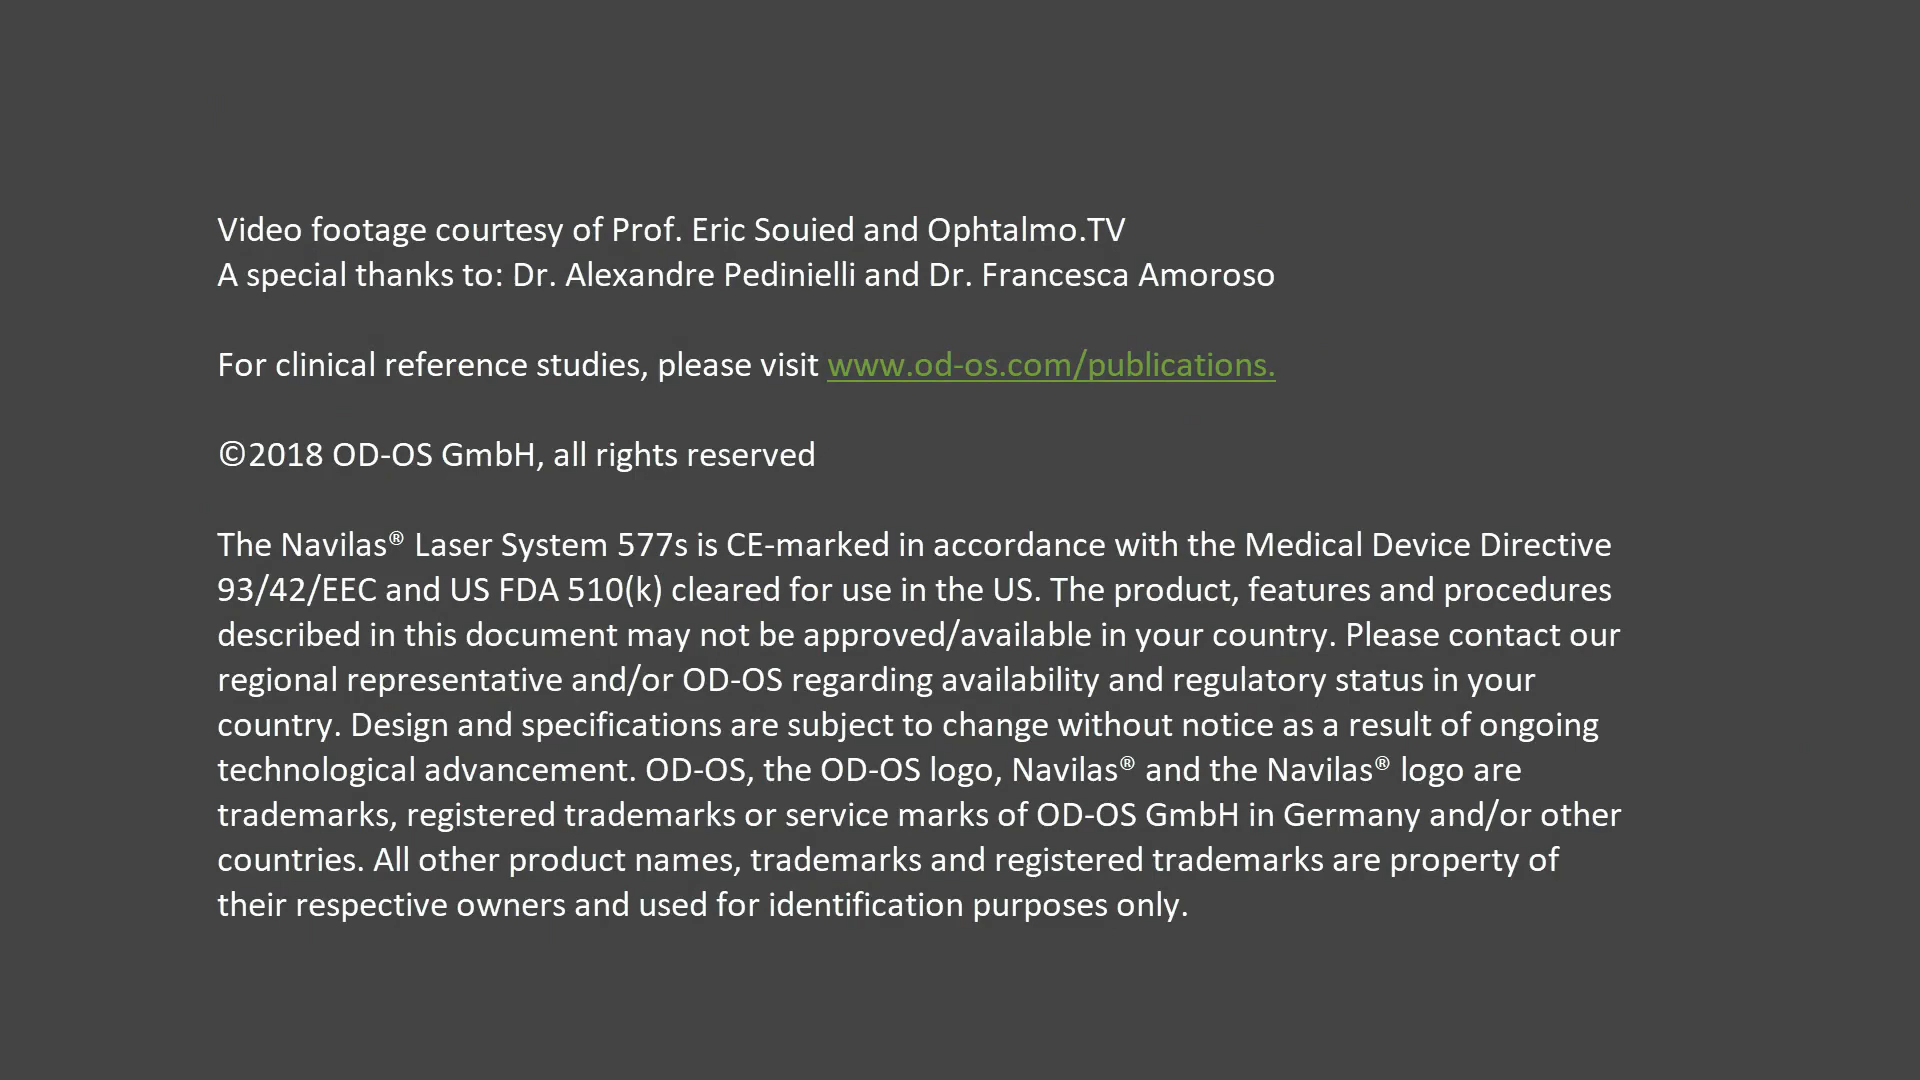 Video footage courtesy of Prof. Eric Souied and Ophtalmo.TV
A special thanks to: Dr. Alexandre Pedinielli and Dr. Francesca Amoroso
For clinical reference studies, please visit www.od-os.com/publications.
©2018 OD-OS GmbH, all rights reserved
The Navilas® Laser System 577s is CE-marked in accordance with the Medical Device Directive
93/42/EEC and US FDA 510(k) cleared for use in the US. The product, features and procedures
described in this document may not be approved/available in your country. Please contact our
regional representative and/or OD-OS regarding availability and regulatory status in your
country. Design and specifications are subject to change without notice as a result of ongoing
technological advancement. OD-OS, the OD-OS logo, Navilas® and the Navilas® logo are
trademarks, registered trademarks or service marks of OD-OS GmbH in Germany and/or other
countries. All other product names, trademarks and registered trademarks are property of
their respective owners and used for identification purposes only.